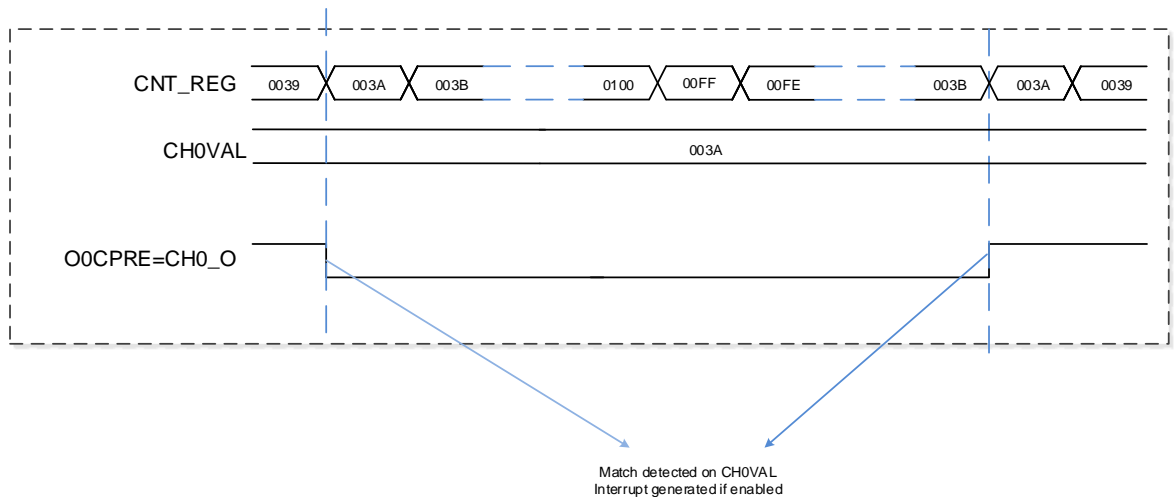 CNT_REG 0039 003A 003B 0100 00FF 00FE 003B 003A 0039
CH0VAL 003A
O0CPRE=CH0_O
Match detected on CH0VAL
Interrupt generated if enabled